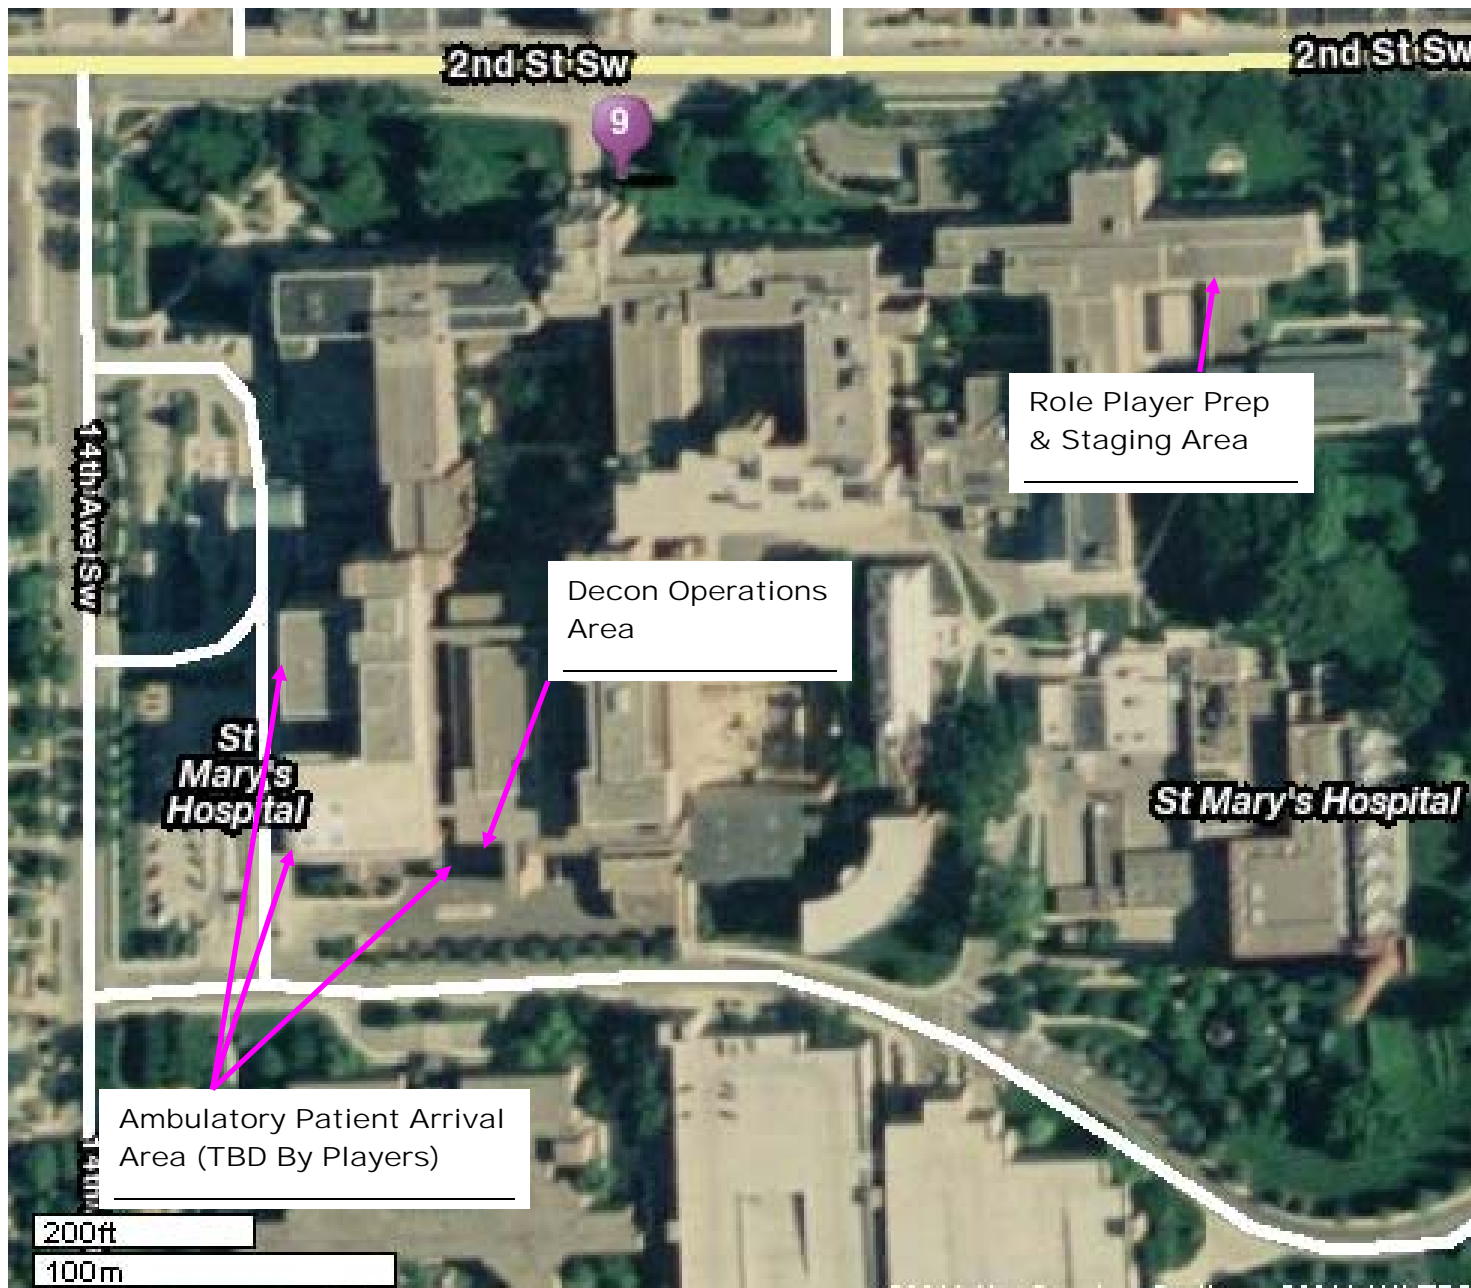 2nd St Sw
2nd St Sw
9
14th Ave Sw
Role Player Prep
& Staging Area
Decon Operations
Area
St
Mary's
Hospital
St Mary's Hospital
Ambulatory Patient Arrival
Area (TBD By Players)
14th
200ft
100m